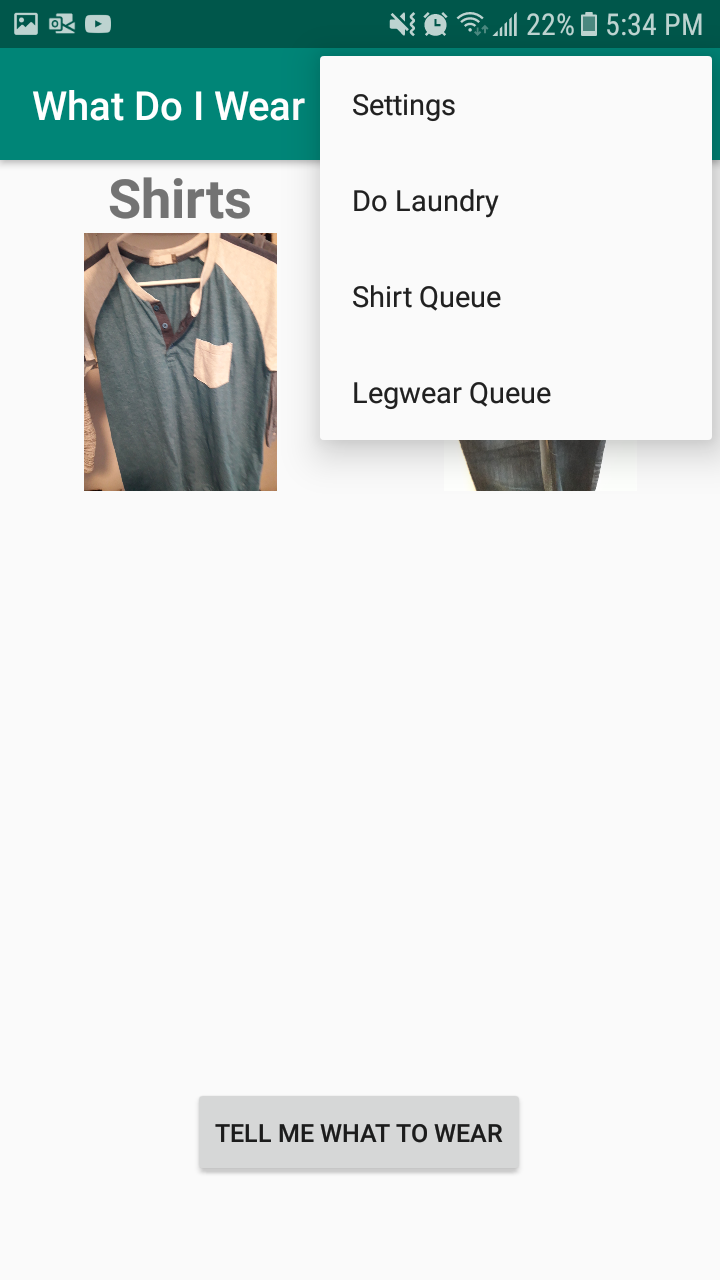 22% 5:34 PM
What Do I Wear
Settings
Do Laundry
Shirt Queue
Legwear Queue
Shirts
TELL ME WHAT TO WEAR